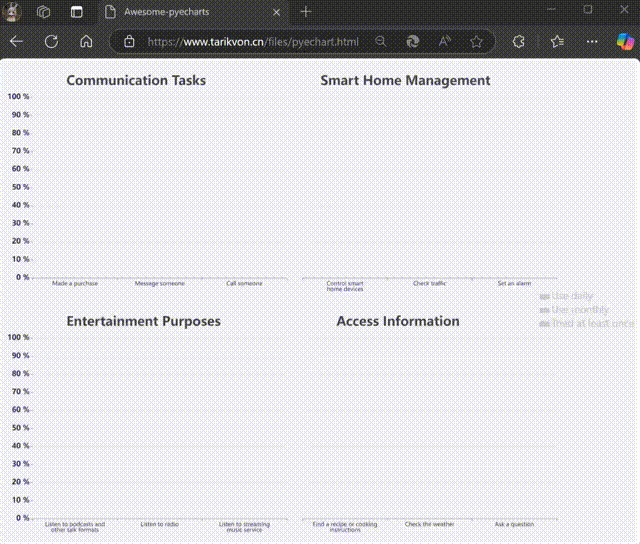 Awesome-pyecharts
https://www.tarikvon.cn/files/pyechart.html
Communication Tasks
Smart Home Management
100 %
90 %
80 %
70 %
60 %
50 %
40 %
30 %
20 %
10 %
0 %
Made a purchase
Message someone
Call someone
Control smart
home devices
Check traffic
Set an alarm
Use daily
Use monthly
Tried at least once
Entertainment Purposes
Access Information
100 %
90 %
80 %
70 %
60 %
50 %
40 %
30 %
20 %
10 %
0 %
Listen to podcasts and
other talk formats
Listen to radio
Listen to streaming
music service
Find a recipe or cooking
instructions
Check the weather
Ask a question